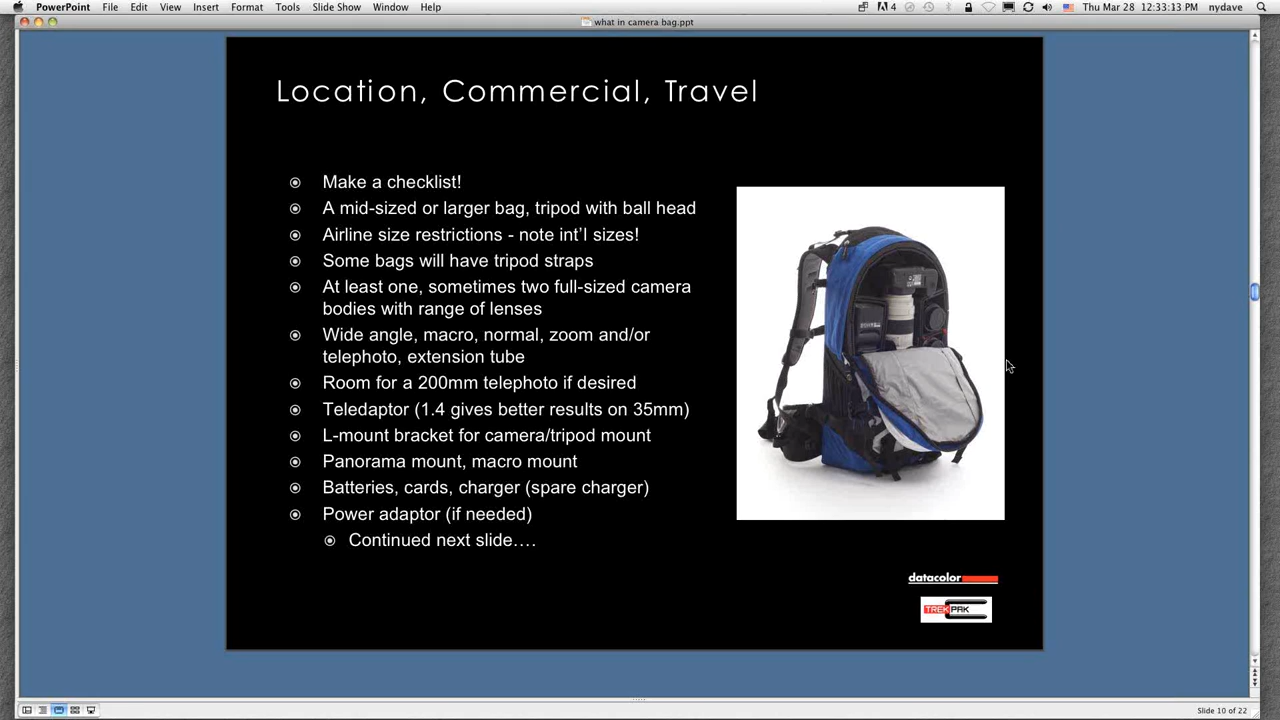 PowerPoint File Edit View Insert Format Tools Slide Show Window Help 4 Thu Mar 28 12:33:13 PM nydave
what in camera bag.ppt
Location, Commercial, Travel
Make a checklist!
A mid-sized or larger bag, tripod with ball head
Airline size restrictions - note int'l sizes!
Some bags will have tripod straps
At least one, sometimes two full-sized camera
bodies with range of lenses
Wide angle, macro, normal, zoom and/or
telephoto, extension tube
Room for a 200mm telephoto if desired
Teledaptor (1.4 gives better results on 35mm)
L-mount bracket for camera/tripod mount
Panorama mount, macro mount
Batteries, cards, charger (spare charger)
Power adaptor (if needed)
Continued next slide….
datacolor
TREKPAK
Slide 10 of 22